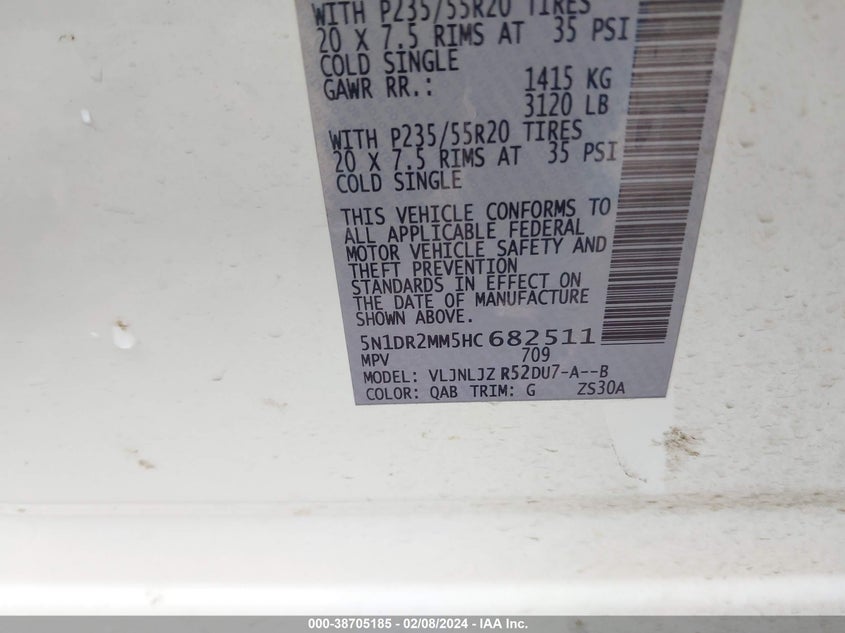 WITH P235/55R20 TIRES
20 X 7.5 RIMS AT 35 PSI
COLD SINGLE
GAWR RR.: 1415 KG
3120 LB
WITH P235/55R20 TIRES
20 X 7.5 RIMS AT 35 PSI
COLD SINGLE
THIS VEHICLE CONFORMS TO
ALL APPLICABLE FEDERAL
MOTOR VEHICLE SAFETY AND
THEFT PREVENTION
STANDARDS IN EFFECT ON
THE DATE OF MANUFACTURE
SHOWN ABOVE.
5N1DR2MM5HC682511
MPV 709
MODEL: VLJNLJZ R52DU7-A--B
COLOR: QAB TRIM: G ZS30A
000-38705185 - 02/08/2024 - IAA Inc.